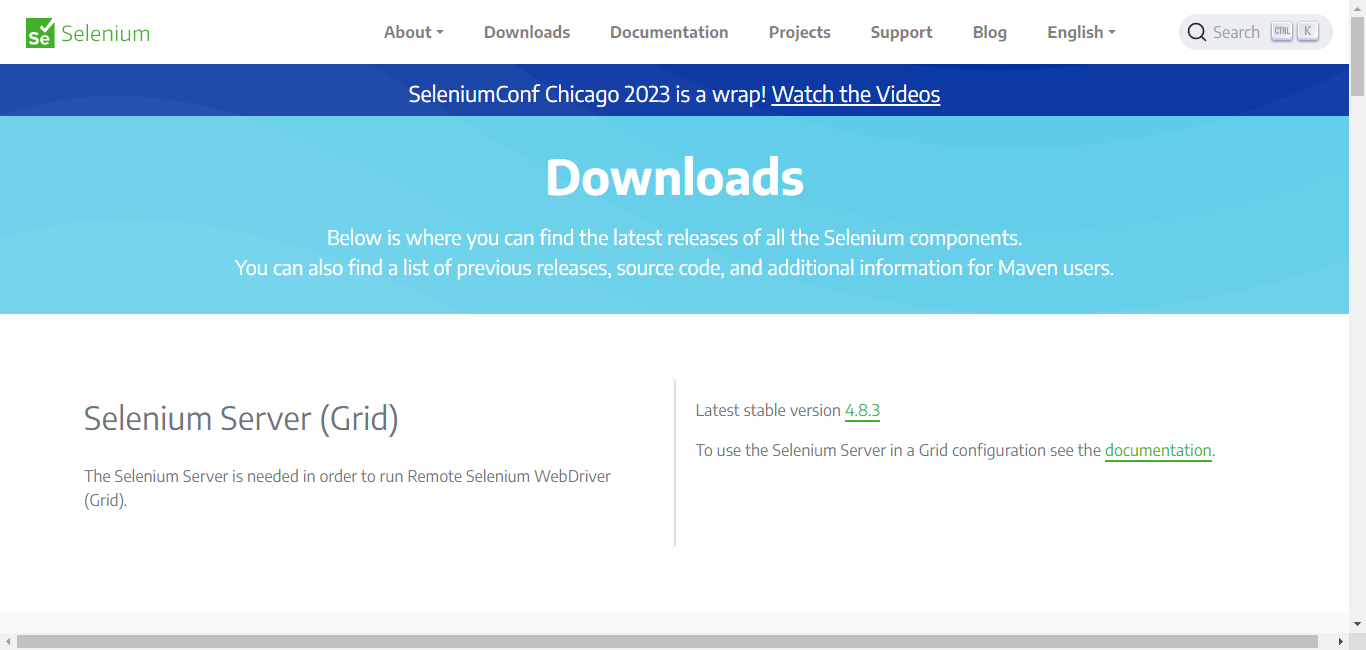 Se Selenium
About Downloads Documentation Projects Support Blog English Search CTRL K
SeleniumConf Chicago 2023 is a wrap! Watch the Videos
Downloads
Below is where you can find the latest releases of all the Selenium components.
You can also find a list of previous releases, source code, and additional information for Maven users.
Selenium Server (Grid)
The Selenium Server is needed in order to run Remote Selenium WebDriver
(Grid).
Latest stable version 4.8.3
To use the Selenium Server in a Grid configuration see the documentation.